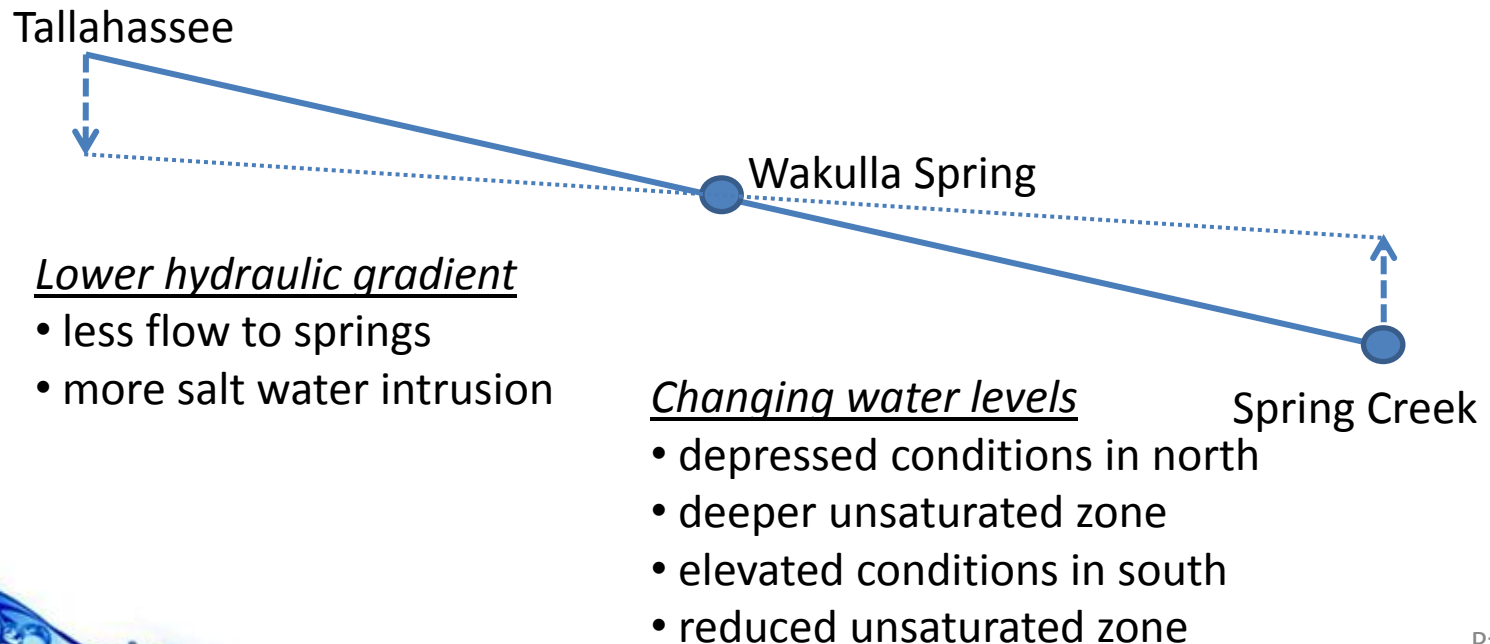 Tallahassee
Wakulla Spring
Lower hydraulic gradient
• less flow to springs
• more salt water intrusion
Changing water levels
Spring Creek
• depressed conditions in north
• deeper unsaturated zone
• elevated conditions in south
• reduced unsaturated zone